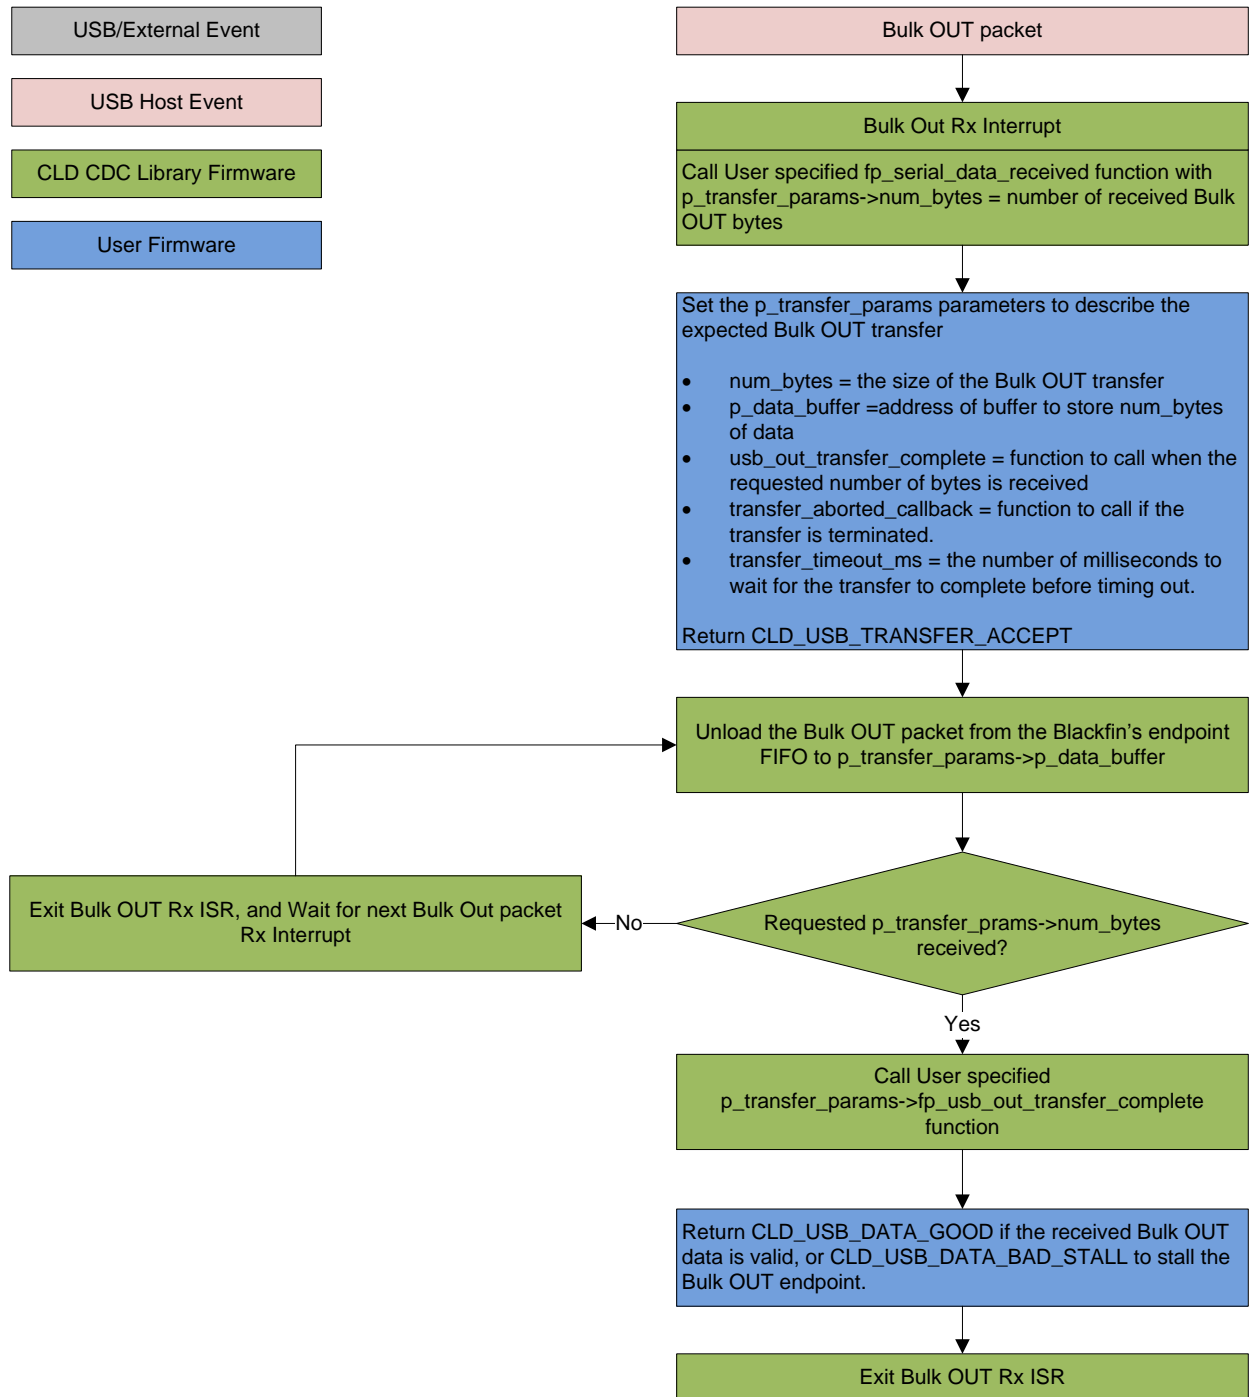 USB/External Event
USB Host Event
CLD CDC Library Firmware
User Firmware
Bulk OUT packet
Bulk Out Rx Interrupt
Call User specified fp_serial_data_received function with
p_transfer_params->num_bytes = number of received Bulk
OUT bytes
Set the p_transfer_params parameters to describe the
expected Bulk OUT transfer
• num_bytes = the size of the Bulk OUT transfer
• p_data_buffer =address of buffer to store num_bytes
of data
• usb_out_transfer_complete = function to call when the
requested number of bytes is received
• transfer_aborted_callback = function to call if the
transfer is terminated.
• transfer_timeout_ms = the number of milliseconds to
wait for the transfer to complete before timing out.
Return CLD_USB_TRANSFER_ACCEPT
Unload the Bulk OUT packet from the Blackfin's endpoint
FIFO to p_transfer_params->p_data_buffer
Requested p_transfer_prams->num_bytes
received?
No
Exit Bulk OUT Rx ISR, and Wait for next Bulk Out packet
Rx Interrupt
Yes
Call User specified
p_transfer_params->fp_usb_out_transfer_complete
function
Return CLD_USB_DATA_GOOD if the received Bulk OUT
data is valid, or CLD_USB_DATA_BAD_STALL to stall the
Bulk OUT endpoint.
Exit Bulk OUT Rx ISR